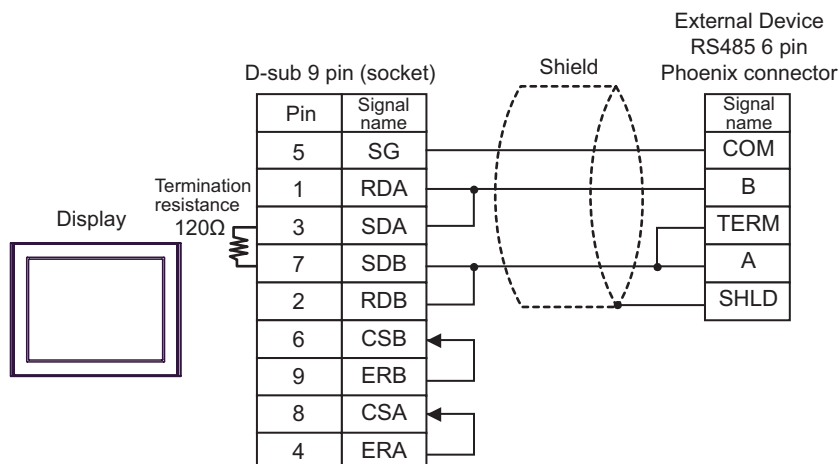 External Device
RS485 6 pin
Phoenix connector
D-sub 9 pin (socket)
Shield
Pin
Signal
name
Signal
name
5
SG
COM
1
RDA
B
Termination
resistance
120Ω
3
SDA
TERM
Display
7
SDB
A
2
RDB
SHLD
6
CSB
9
ERB
8
CSA
4
ERA